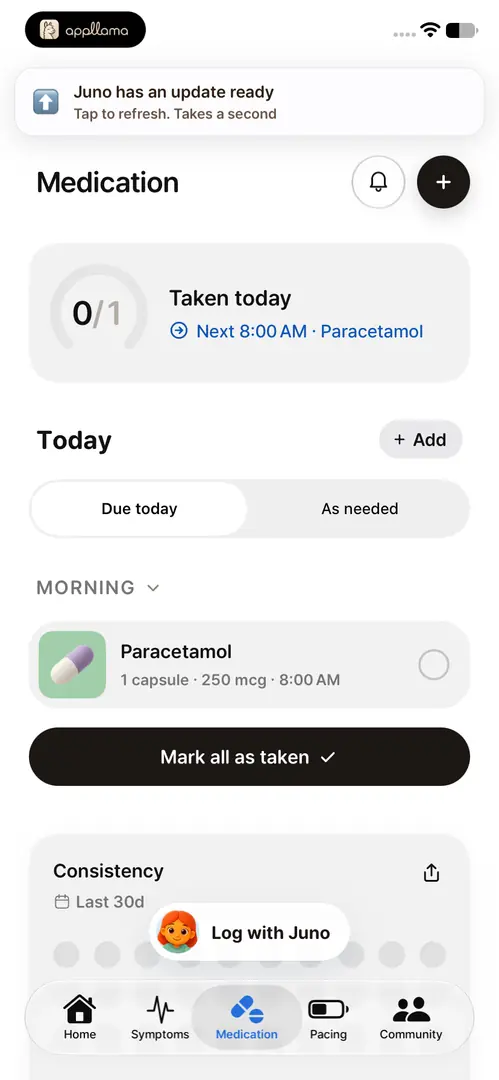 appllama
Juno has an update ready
Tap to refresh. Takes a second
Medication
0/1
Taken today
Next 8:00 AM · Paracetamol
Today
+ Add
Due today
As needed
MORNING
Paracetamol
1 capsule · 250 mcg · 8:00 AM
Mark all as taken
Consistency
Last 30d
Log with Juno
Home
Symptoms
Medication
Pacing
Community